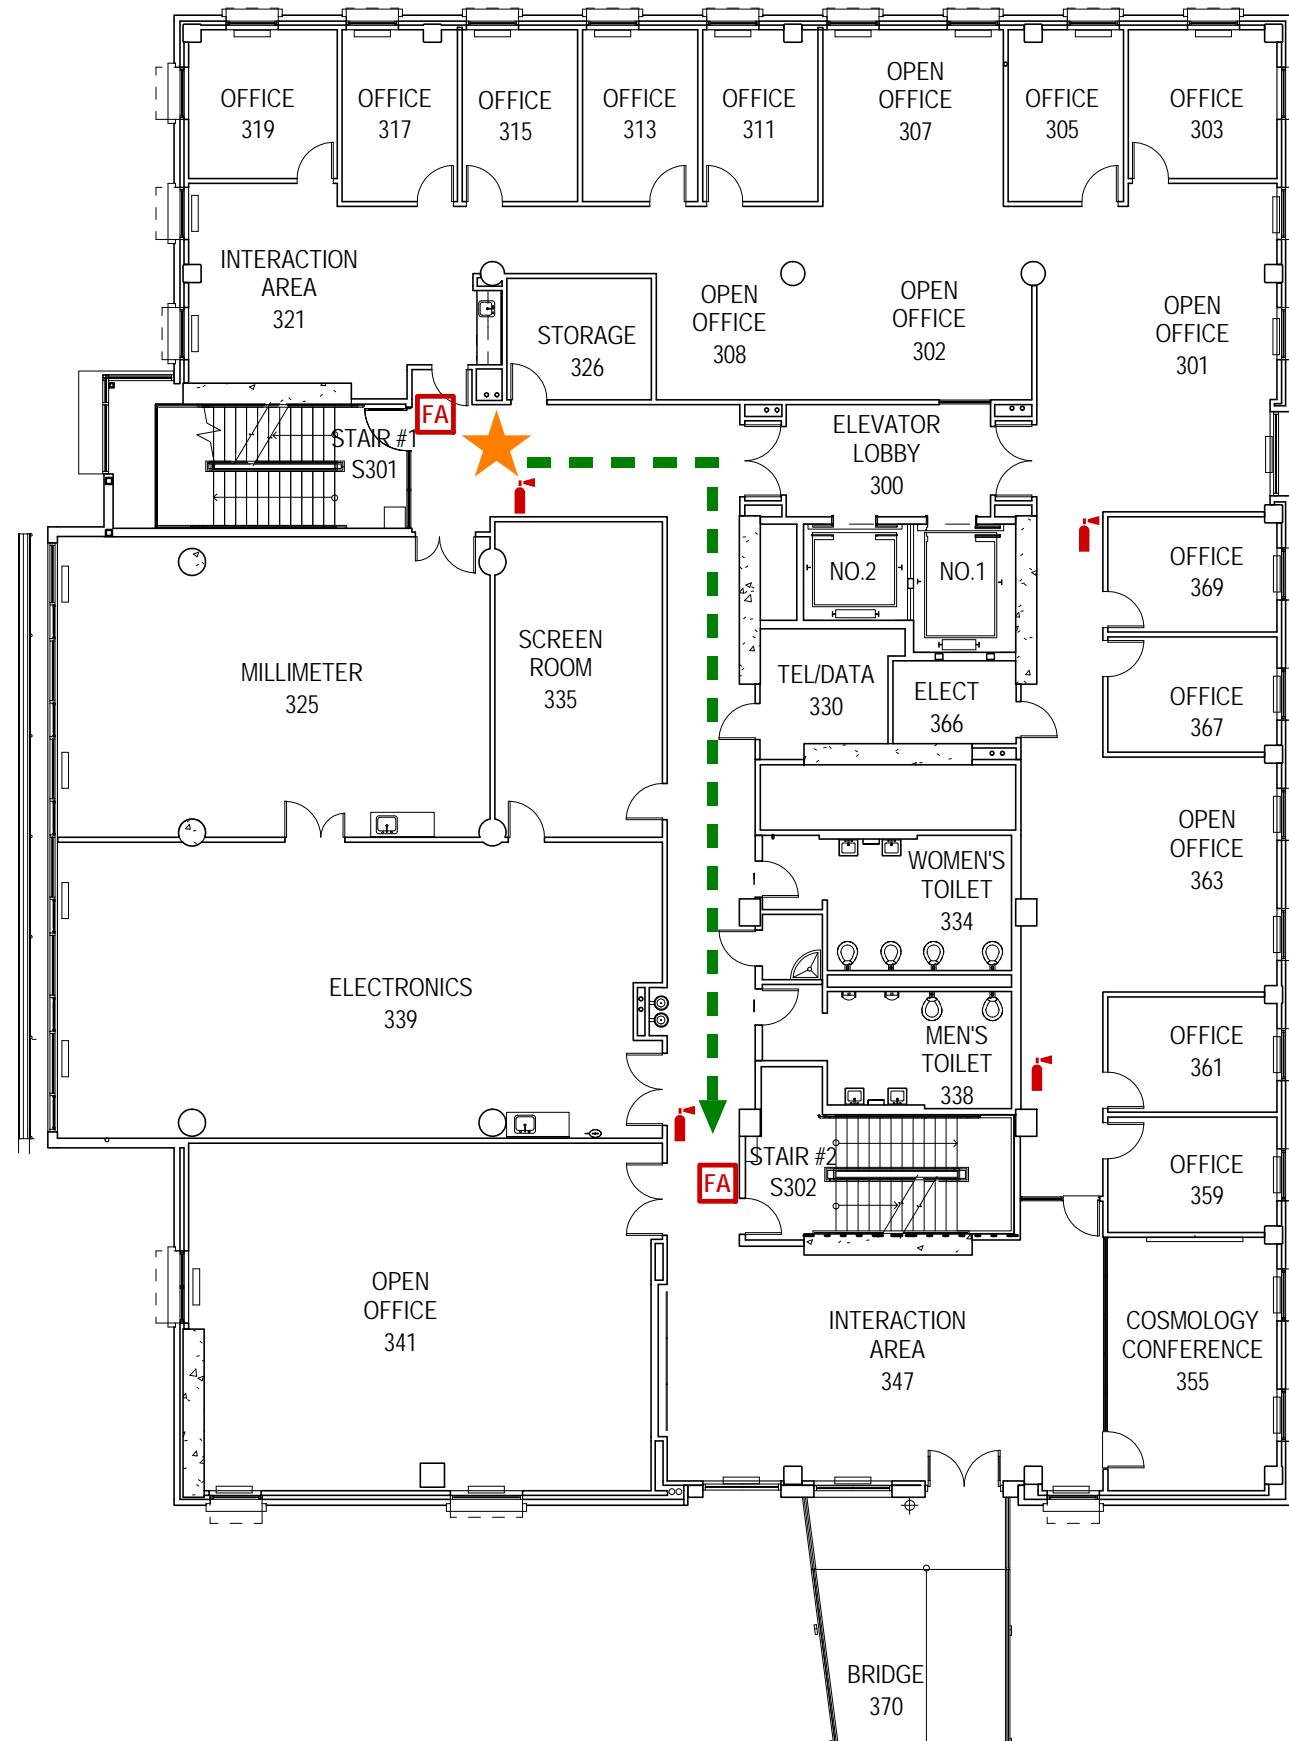 OFFICE
319
OFFICE
317
OFFICE
315
OFFICE
313
OFFICE
311
OPEN
OFFICE
307
OFFICE
305
OFFICE
303
INTERACTION
AREA
321
STORAGE
326
OPEN
OFFICE
308
OPEN
OFFICE
302
OPEN
OFFICE
301
FA
STAIR #1
S301
ELEVATOR
LOBBY
300
NO.2
NO.1
OFFICE
369
MILLIMETER
325
SCREEN
ROOM
335
TEL/DATA
330
ELECT
366
OFFICE
367
OPEN
OFFICE
363
WOMEN'S
TOILET
334
ELECTRONICS
339
MEN'S
TOILET
338
OFFICE
361
FA
STAIR #2
S302
OFFICE
359
OPEN
OFFICE
341
INTERACTION
AREA
347
COSMOLOGY
CONFERENCE
355
BRIDGE
370